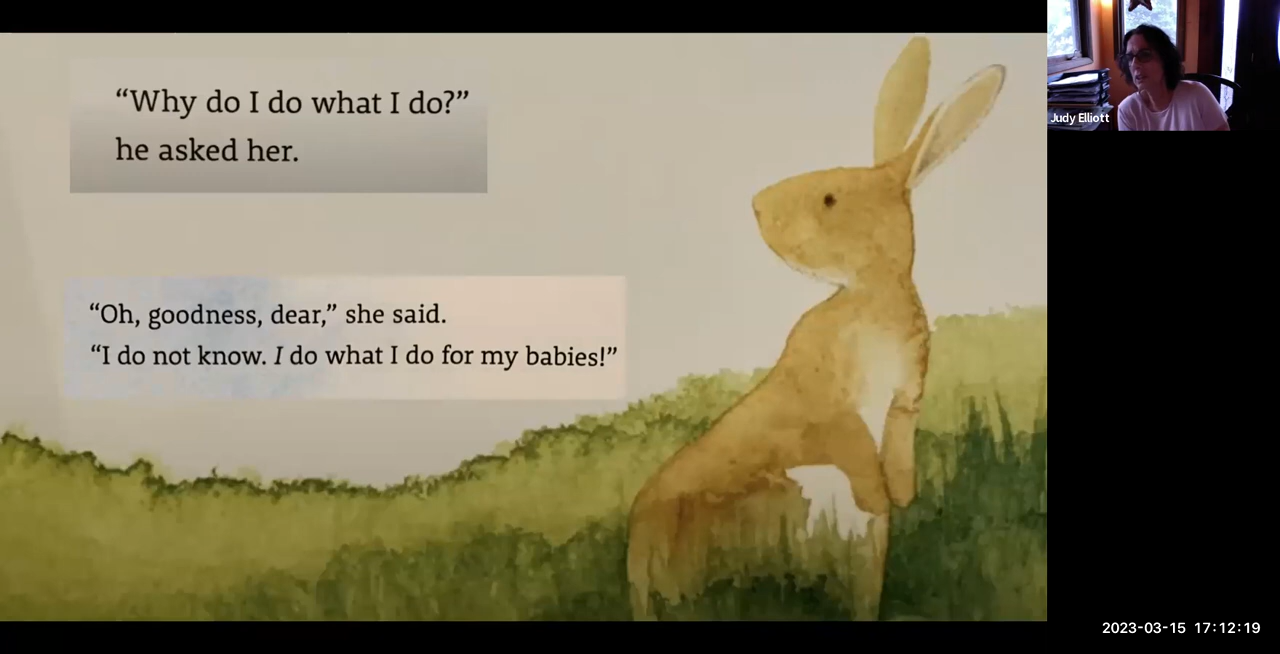 “Why do I do what I do?”
he asked her.
“Oh, goodness, dear,” she said.
“I do not know. I do what I do for my babies!”
Judy Elliott
2023-03-15 17:12:19